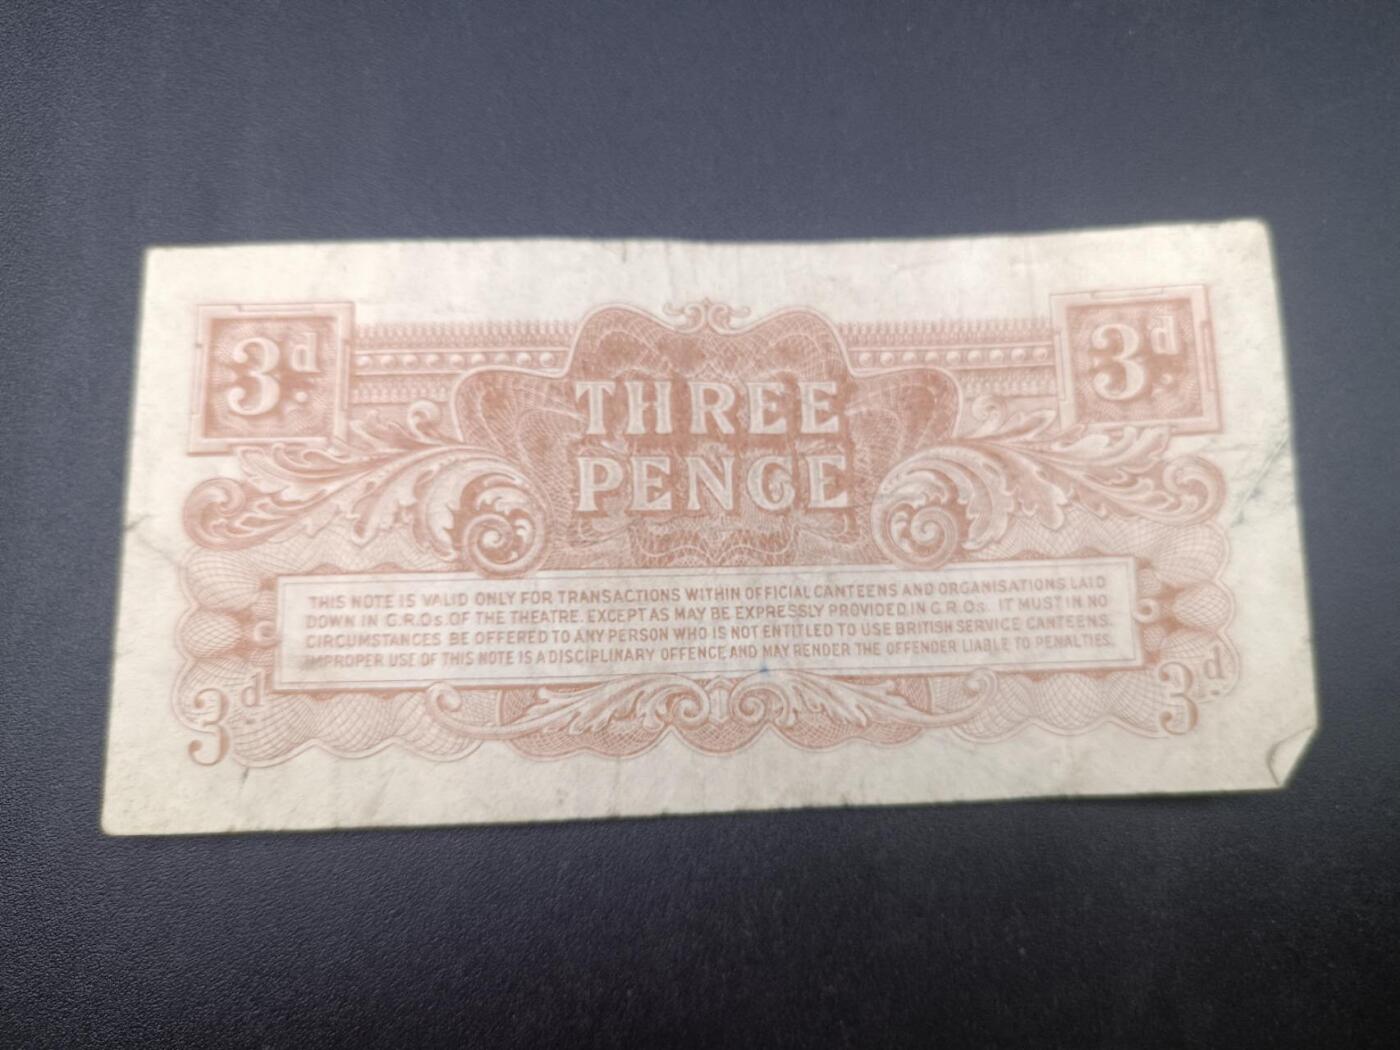 3d.
3d.
THREE
PENCE
THIS NOTE IS VALID ONLY FOR TRANSACTIONS WITHIN OFFICIAL CANTEENS AND ORGANISATIONS LAID
DOWN IN G.R.Os. OF THE THEATRE. EXCEPT AS MAY BE EXPRESSLY PROVIDED IN G.R.Os. IT MUST IN NO
CIRCUMSTANCES BE OFFERED TO ANY PERSON WHO IS NOT ENTITLED TO USE BRITISH SERVICE CANTEENS.
IMPROPER USE OF THIS NOTE IS A DISCIPLINARY OFFENCE AND MAY RENDER THE OFFENDER LIABLE TO PENALTIES.
3d.
3d.